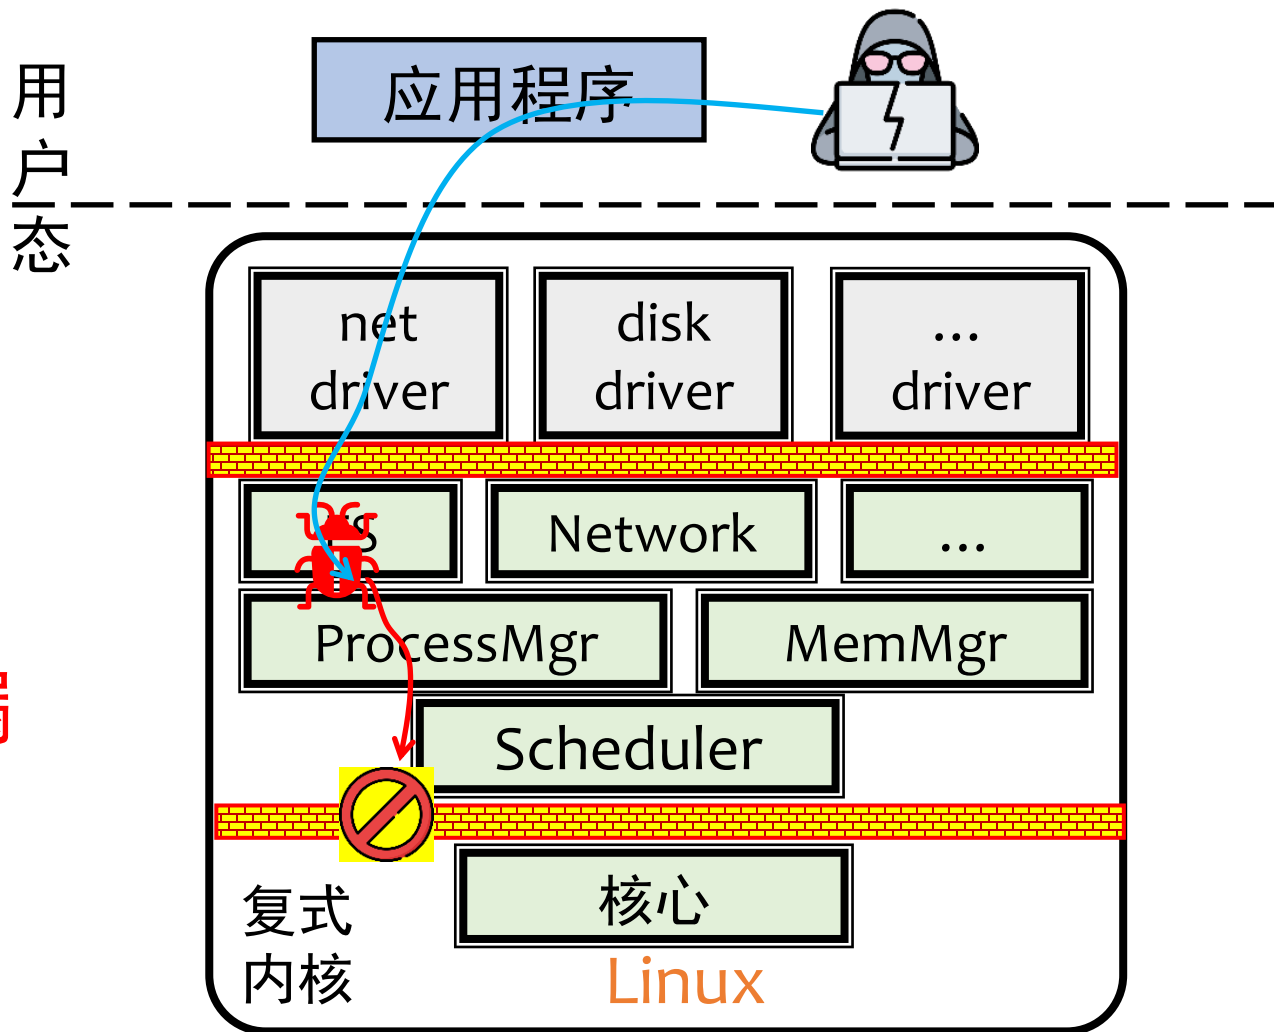 用
户
态
应用程序
net
driver
disk
driver
...
driver
FS
Network
...
ProcessMgr
MemMgr
Scheduler
核心
复式
内核
Linux